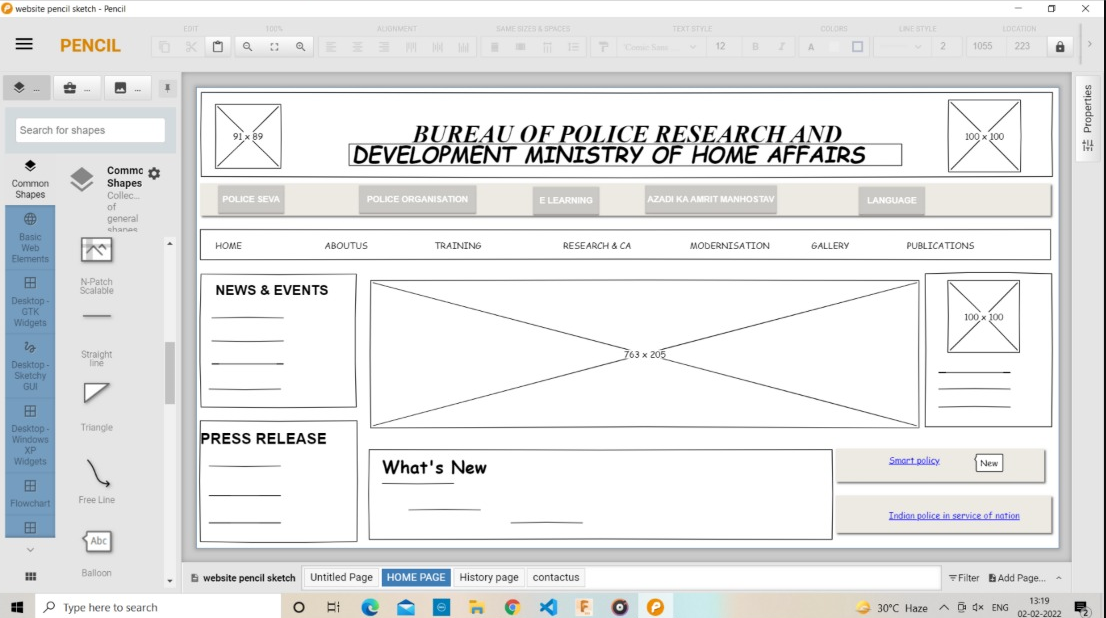 website pencil sketch - Pencil
PENCIL
EDIT
100%
ALIGNMENT
SAME SIZES & SPACES
TEXT STYLE
COLORS
LINE STYLE
LOCATION
Comic Sans ...
12
B
I
A
2
1055
223
...
...
...
Search for shapes
Common
Shapes
Basic
Web
Elements
Desktop -
GTK
Widgets
Desktop -
Sketchy
GUI
Desktop -
Windows
XP
Widgets
Flowchart
Commc
Shapes
Collec...
of
general
shapes
N-Patch
Scalable
Straight
line
Triangle
Free Line
Abc
Balloon
91 x 89
BUREAU OF POLICE RESEARCH AND
DEVELOPMENT MINISTRY OF HOME AFFAIRS
100 x 100
POLICE SEVA
POLICE ORGANISATION
E LEARNING
AZADI KA AMRIT MANHOSTAV
LANGUAGE
HOME
ABOUTUS
TRAINING
RESEARCH & CA
MODERNISATION
GALLERY
PUBLICATIONS
NEWS & EVENTS
763 x 205
100 x 100
PRESS RELEASE
What's New
Smart policy
New
Indian police in service of nation
Properties
website pencil sketch
Untitled Page
HOME PAGE
History page
contactus
Filter
Add Page...
Type here to search
30°C Haze
ENG
13:19
02-02-2022
2